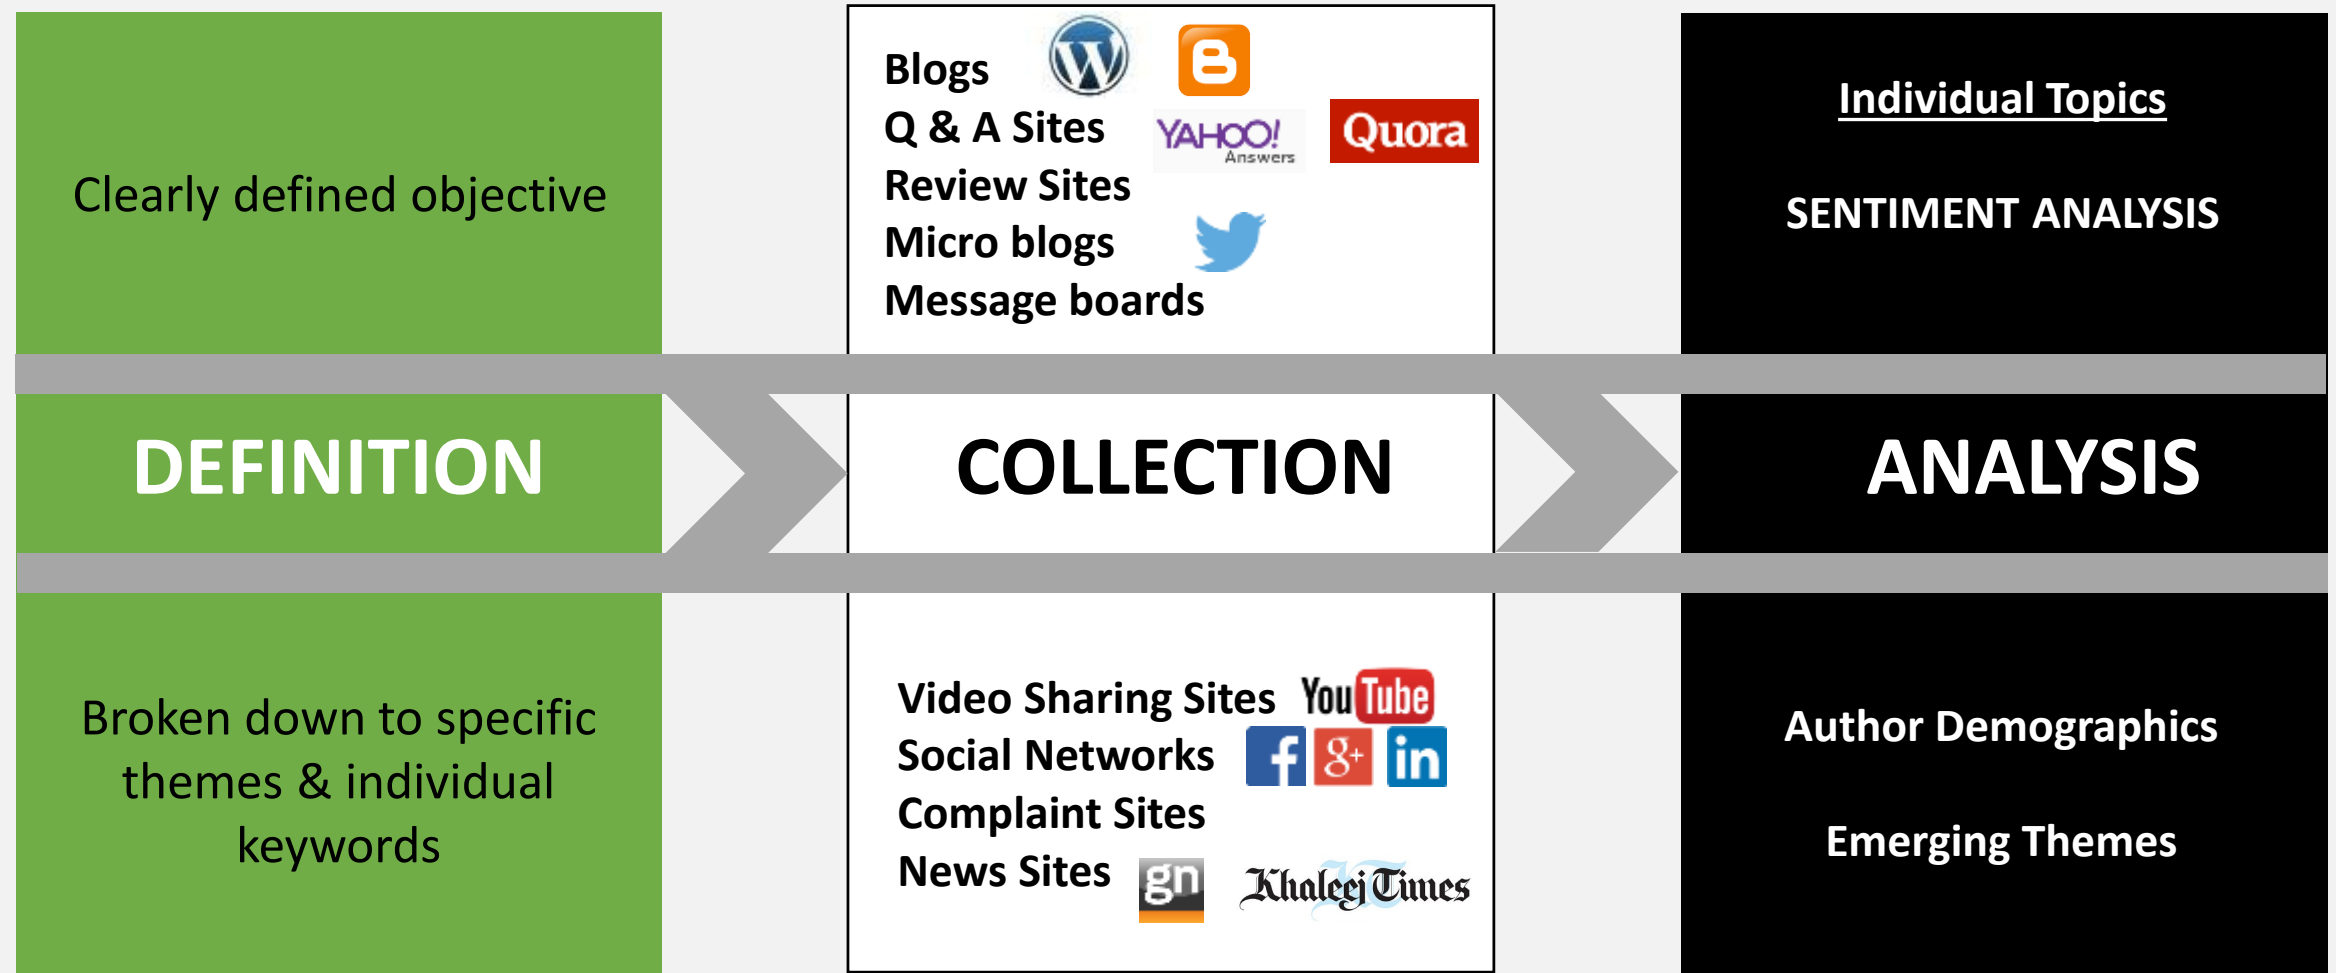 Clearly defined objective
DEFINITION
Broken down to specific
themes & individual
keywords
Blogs
Q & A Sites YAHOO! Answers Quora
Review Sites
Micro blogs
Message boards
COLLECTION
Video Sharing Sites YouTube
Social Networks f g+ in
Complaint Sites
News Sites gn Khaleej Times
Individual Topics
SENTIMENT ANALYSIS
ANALYSIS
Author Demographics
Emerging Themes